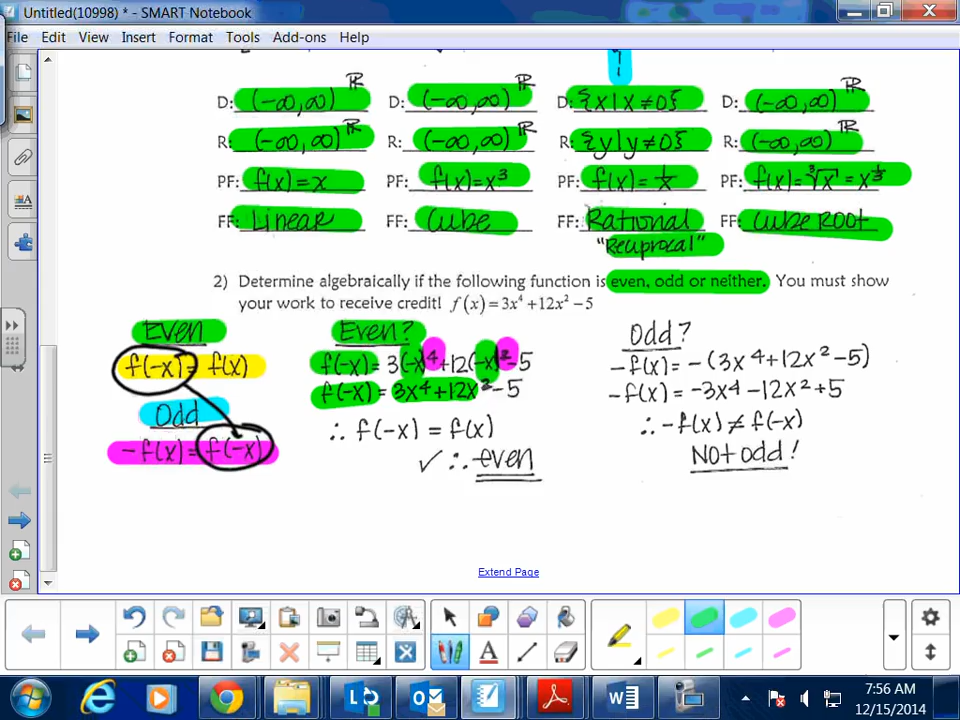 Untitled(10998) * - SMART Notebook
File Edit View Insert Format Tools Add-ons Help
D: (-∞,∞) ℝ D: (-∞,∞) ℝ D: {x|x≠0} D: (-∞,∞) ℝ
R: (-∞,∞) ℝ R: (-∞,∞) ℝ R: {y|y≠0} R: (-∞,∞) ℝ
PF: f(x)=x PF: f(x)=x³ PF: f(x)=1/x PF: f(x)=∛x = x^(1/3)
FF: Linear FF: Cube FF: Rational FF: Cube Root
"Reciprocal"
2) Determine algebraically if the following function is even, odd or neither. You must show
your work to receive credit! f(x)=3x⁴+12x²-5
Even Even? Odd?
f(-x)=f(x) f(-x)=3(-x)⁴+12(-x)²-5 -f(x)=-(3x⁴+12x²-5)
f(-x)=3x⁴+12x²-5 -f(x)=-3x⁴-12x²+5
Odd ∴ f(-x)=f(x) ∴ -f(x)≠f(-x)
-f(x)=f(-x) ✓ ∴ even Not odd!
Extend Page
7:56 AM
12/15/2014